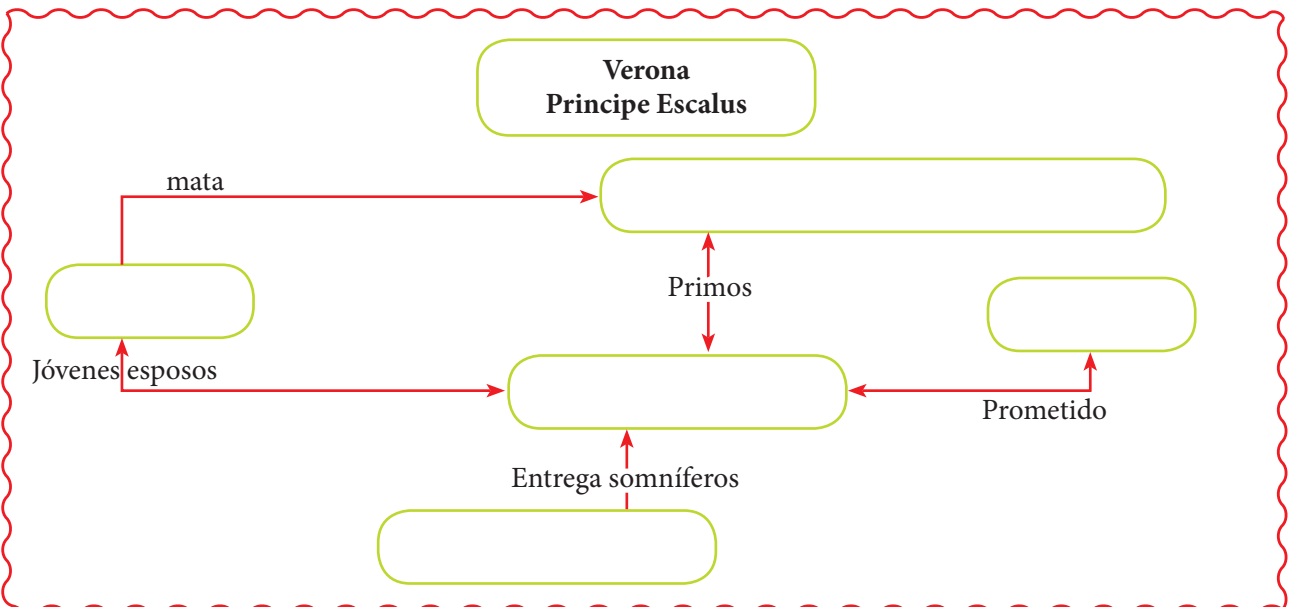 Verona
Principe Escalus
mata
Primos
Jóvenes esposos
Prometido
Entrega somníferos